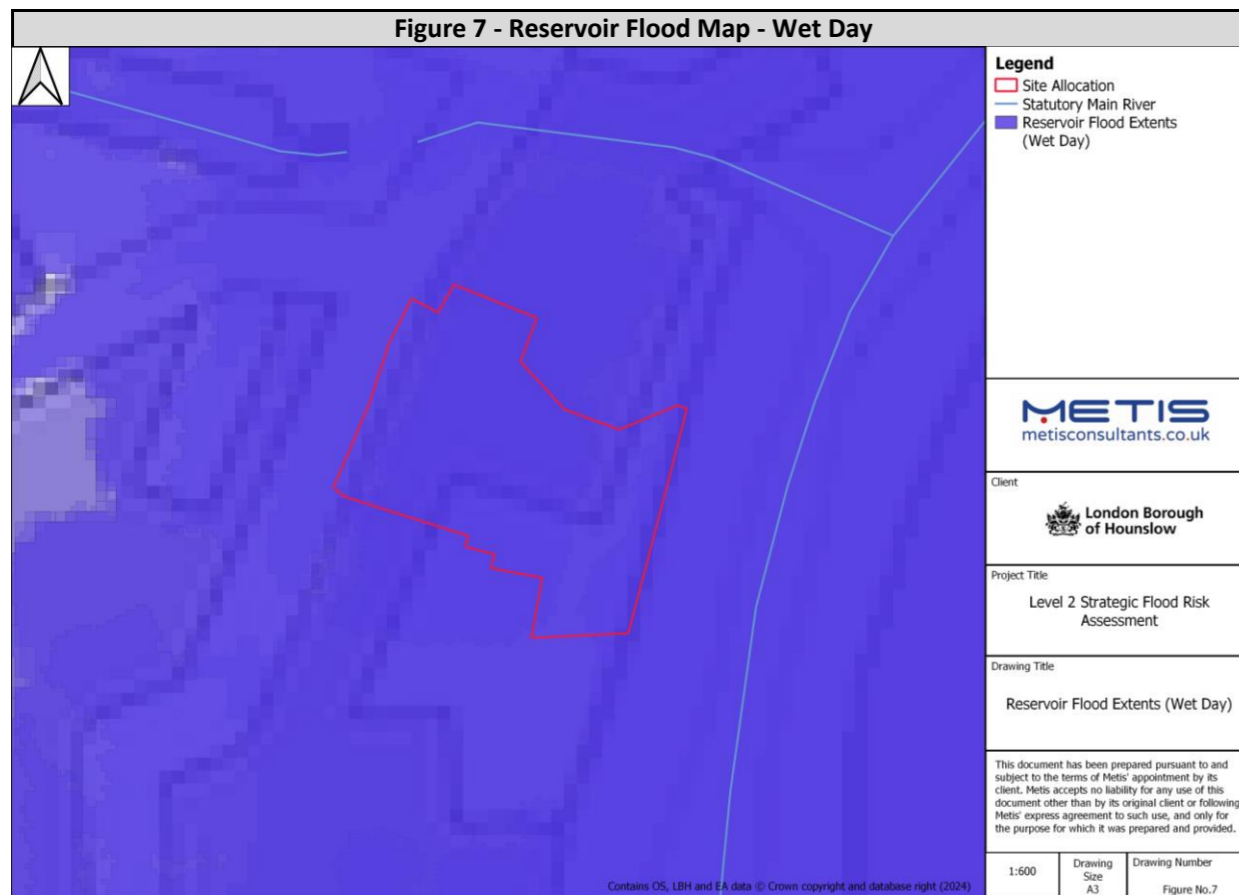 Figure 7 - Reservoir Flood Map - Wet Day
Legend
Site Allocation
Statutory Main River
Reservoir Flood Extents
(Wet Day)
METIS
metisconsultants.co.uk
Client
London Borough
of Hounslow
Project Title
Level 2 Strategic Flood Risk
Assessment
Drawing Title
Reservoir Flood Extents (Wet Day)
This document has been prepared pursuant to and
subject to the terms of Metis' appointment by its
client. Metis accepts no liability for any use of this
document other than by its original client or following
Metis' express agreement to such use, and only for
the purpose for which it was prepared and provided.
1:600
Drawing
Size
A3
Drawing Number
Figure No.7
Contains OS, LBH and EA data © Crown copyright and database right (2024)